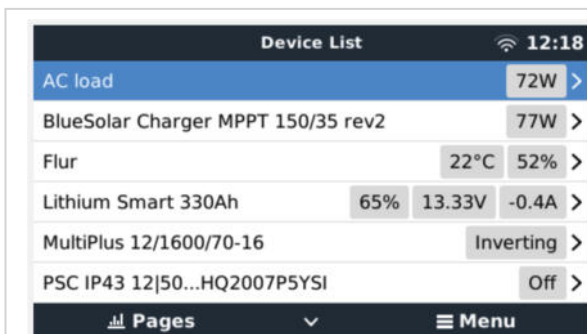 Device List 12:18
AC load 72W
BlueSolar Charger MPPT 150/35 rev2 77W
Flur 22°C 52%
Lithium Smart 330Ah 65% 13.33V -0.4A
MultiPlus 12/1600/70-16 Inverting
PSC IP43 12|50...HQ2007P5YSI Off
Pages Menu